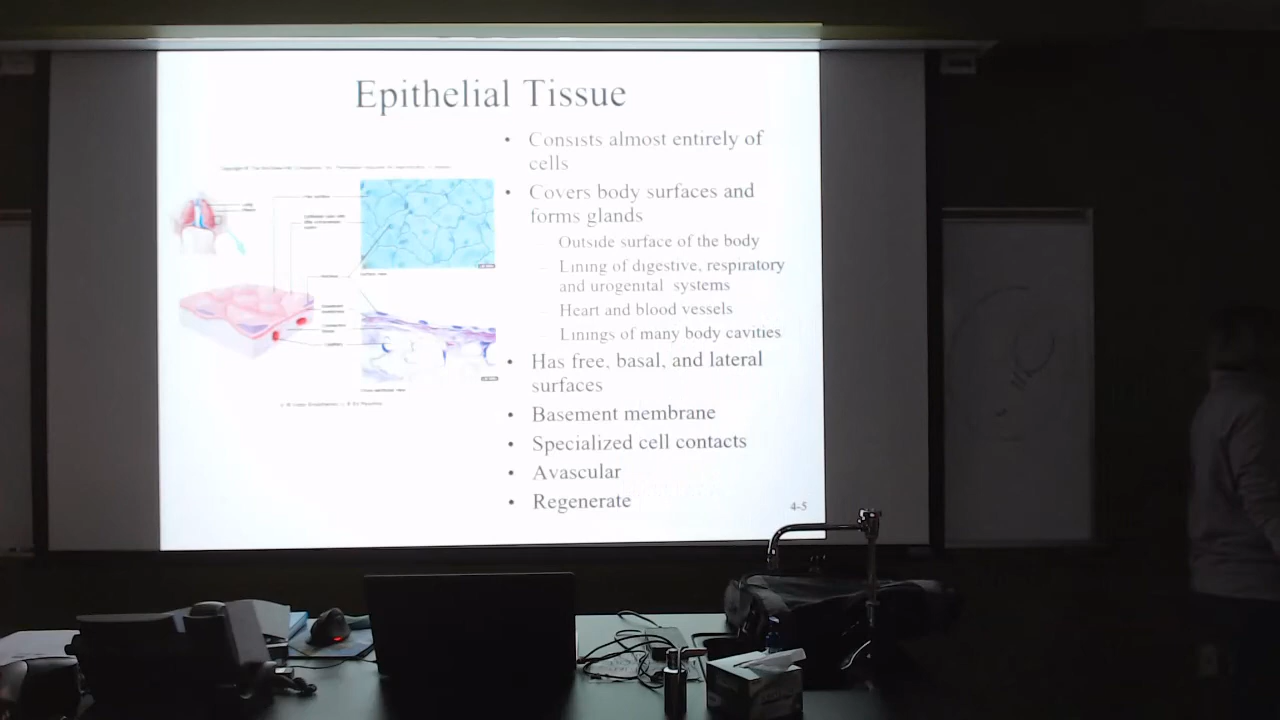 Epithelial Tissue
• Consists almost entirely of
cells
• Covers body surfaces and
forms glands
– Outside surface of the body
– Lining of digestive, respiratory
and urogenital systems
– Heart and blood vessels
– Linings of many body cavities
• Has free, basal, and lateral
surfaces
• Basement membrane
• Specialized cell contacts
• Avascular
• Regenerate
4-5